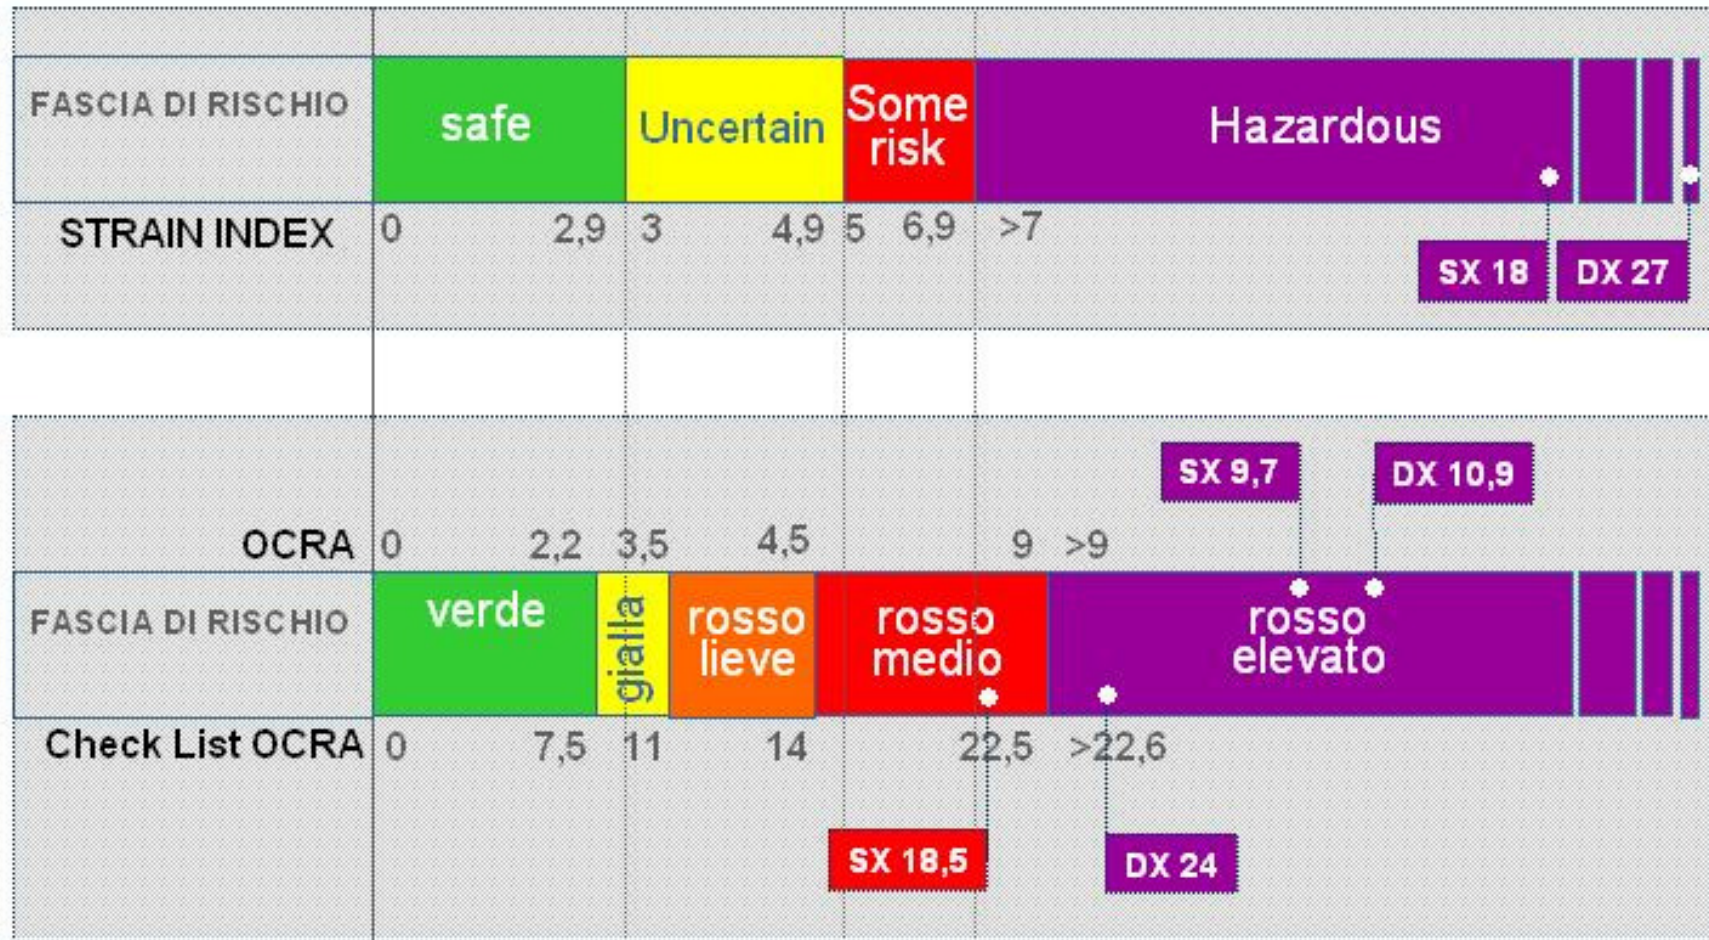 FASCIA DI RISCHIO
safe
Uncertain
Some
risk
Hazardous
STRAIN INDEX
0 2,9 3 4,9 5 6,9 >7
SX 18 DX 27
SX 9,7 DX 10,9
OCRA 0 2,2 3,5 4,5 9 >9
FASCIA DI RISCHIO
verde
gialla
rosso
lieve
rosso
medio
rosso
elevato
Check List OCRA 0 7,5 11 14 22,5 >22,6
SX 18,5 DX 24